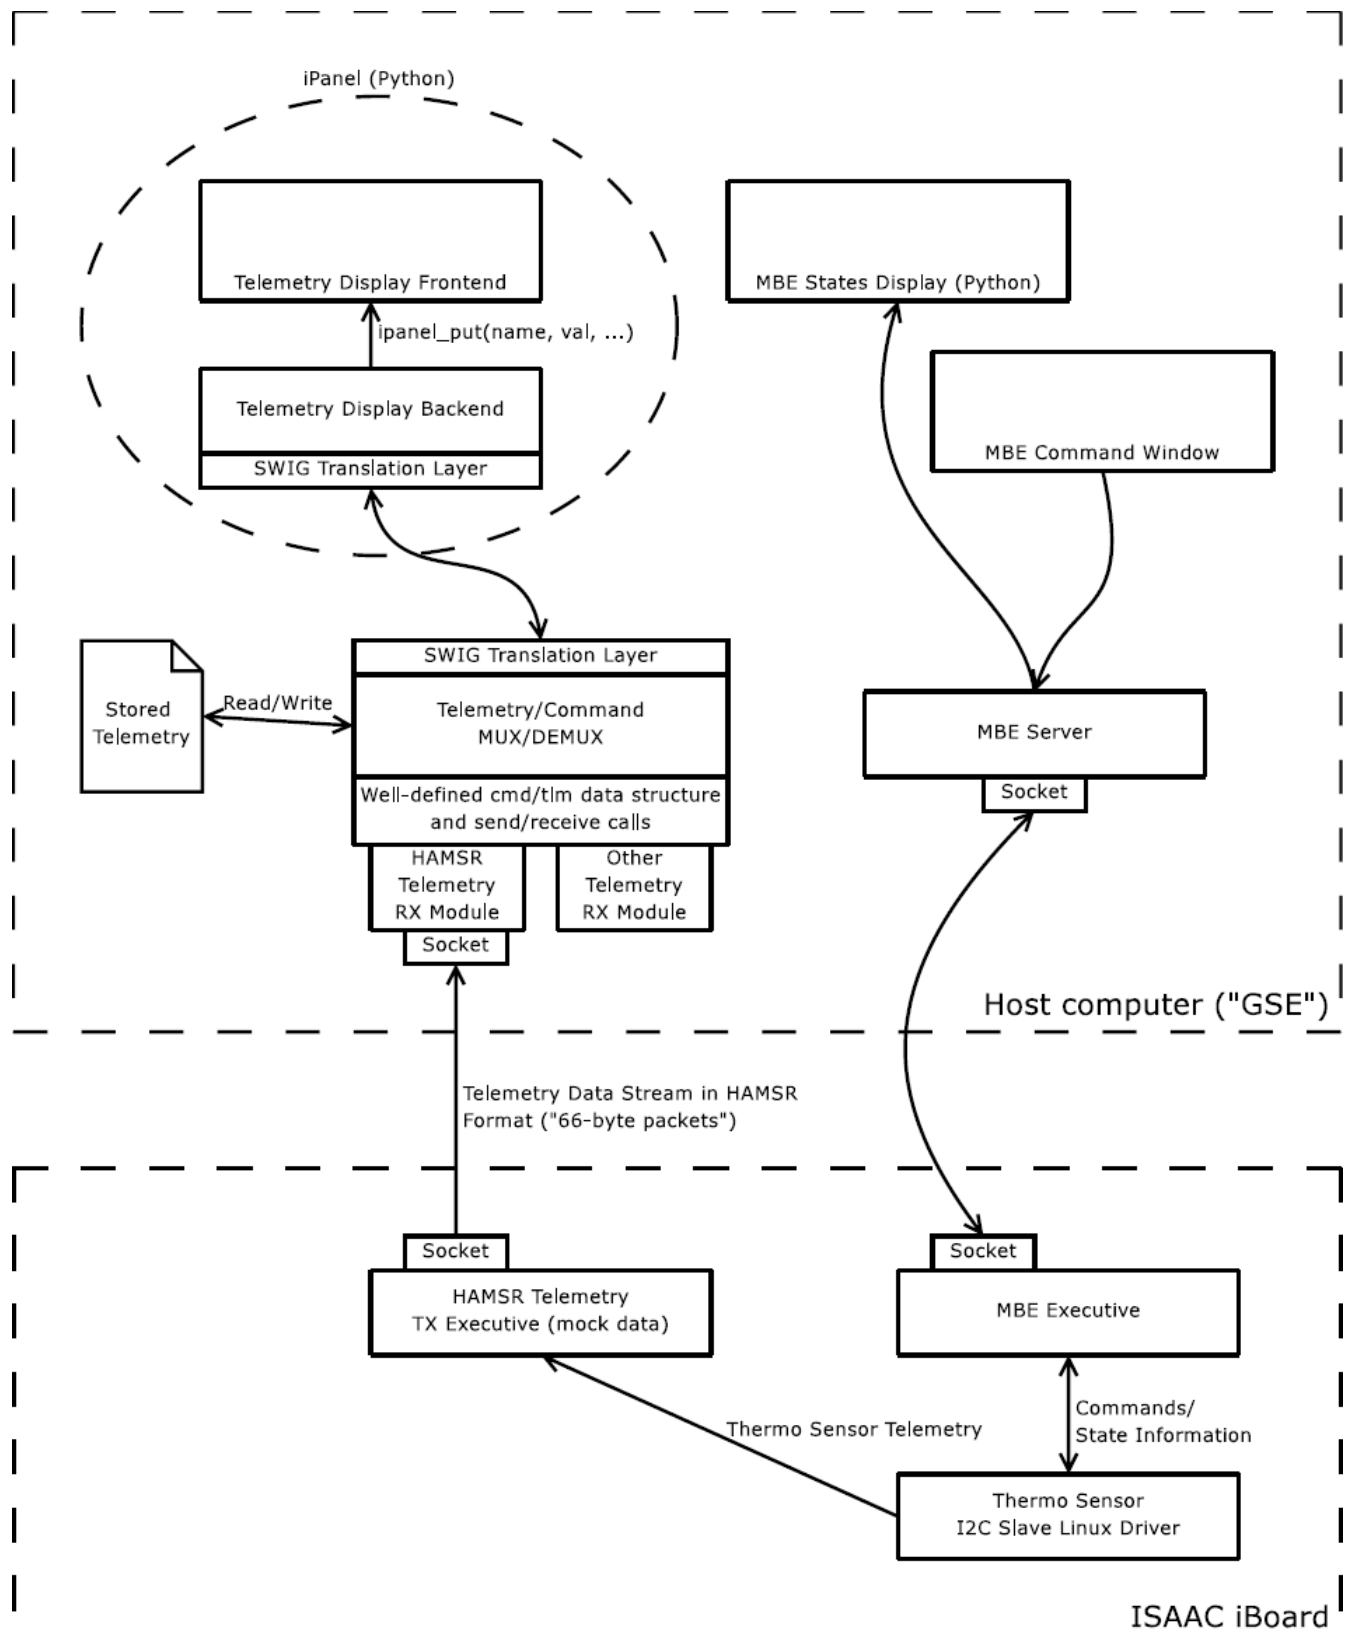 iPanel (Python)
Telemetry Display Frontend
ipanel_put(name, val, ...)
Telemetry Display Backend
SWIG Translation Layer
MBE States Display (Python)
MBE Command Window
SWIG Translation Layer
Stored
Telemetry
Read/Write
Telemetry/Command
MUX/DEMUX
Well-defined cmd/tlm data structure
and send/receive calls
HAMSR
Telemetry
RX Module
Socket
Other
Telemetry
RX Module
MBE Server
Socket
Host computer ("GSE")
Telemetry Data Stream in HAMSR
Format ("66-byte packets")
Socket
HAMSR Telemetry
TX Executive (mock data)
Socket
MBE Executive
Thermo Sensor Telemetry
Commands/
State Information
Thermo Sensor
I2C Slave Linux Driver
ISAAC iBoard